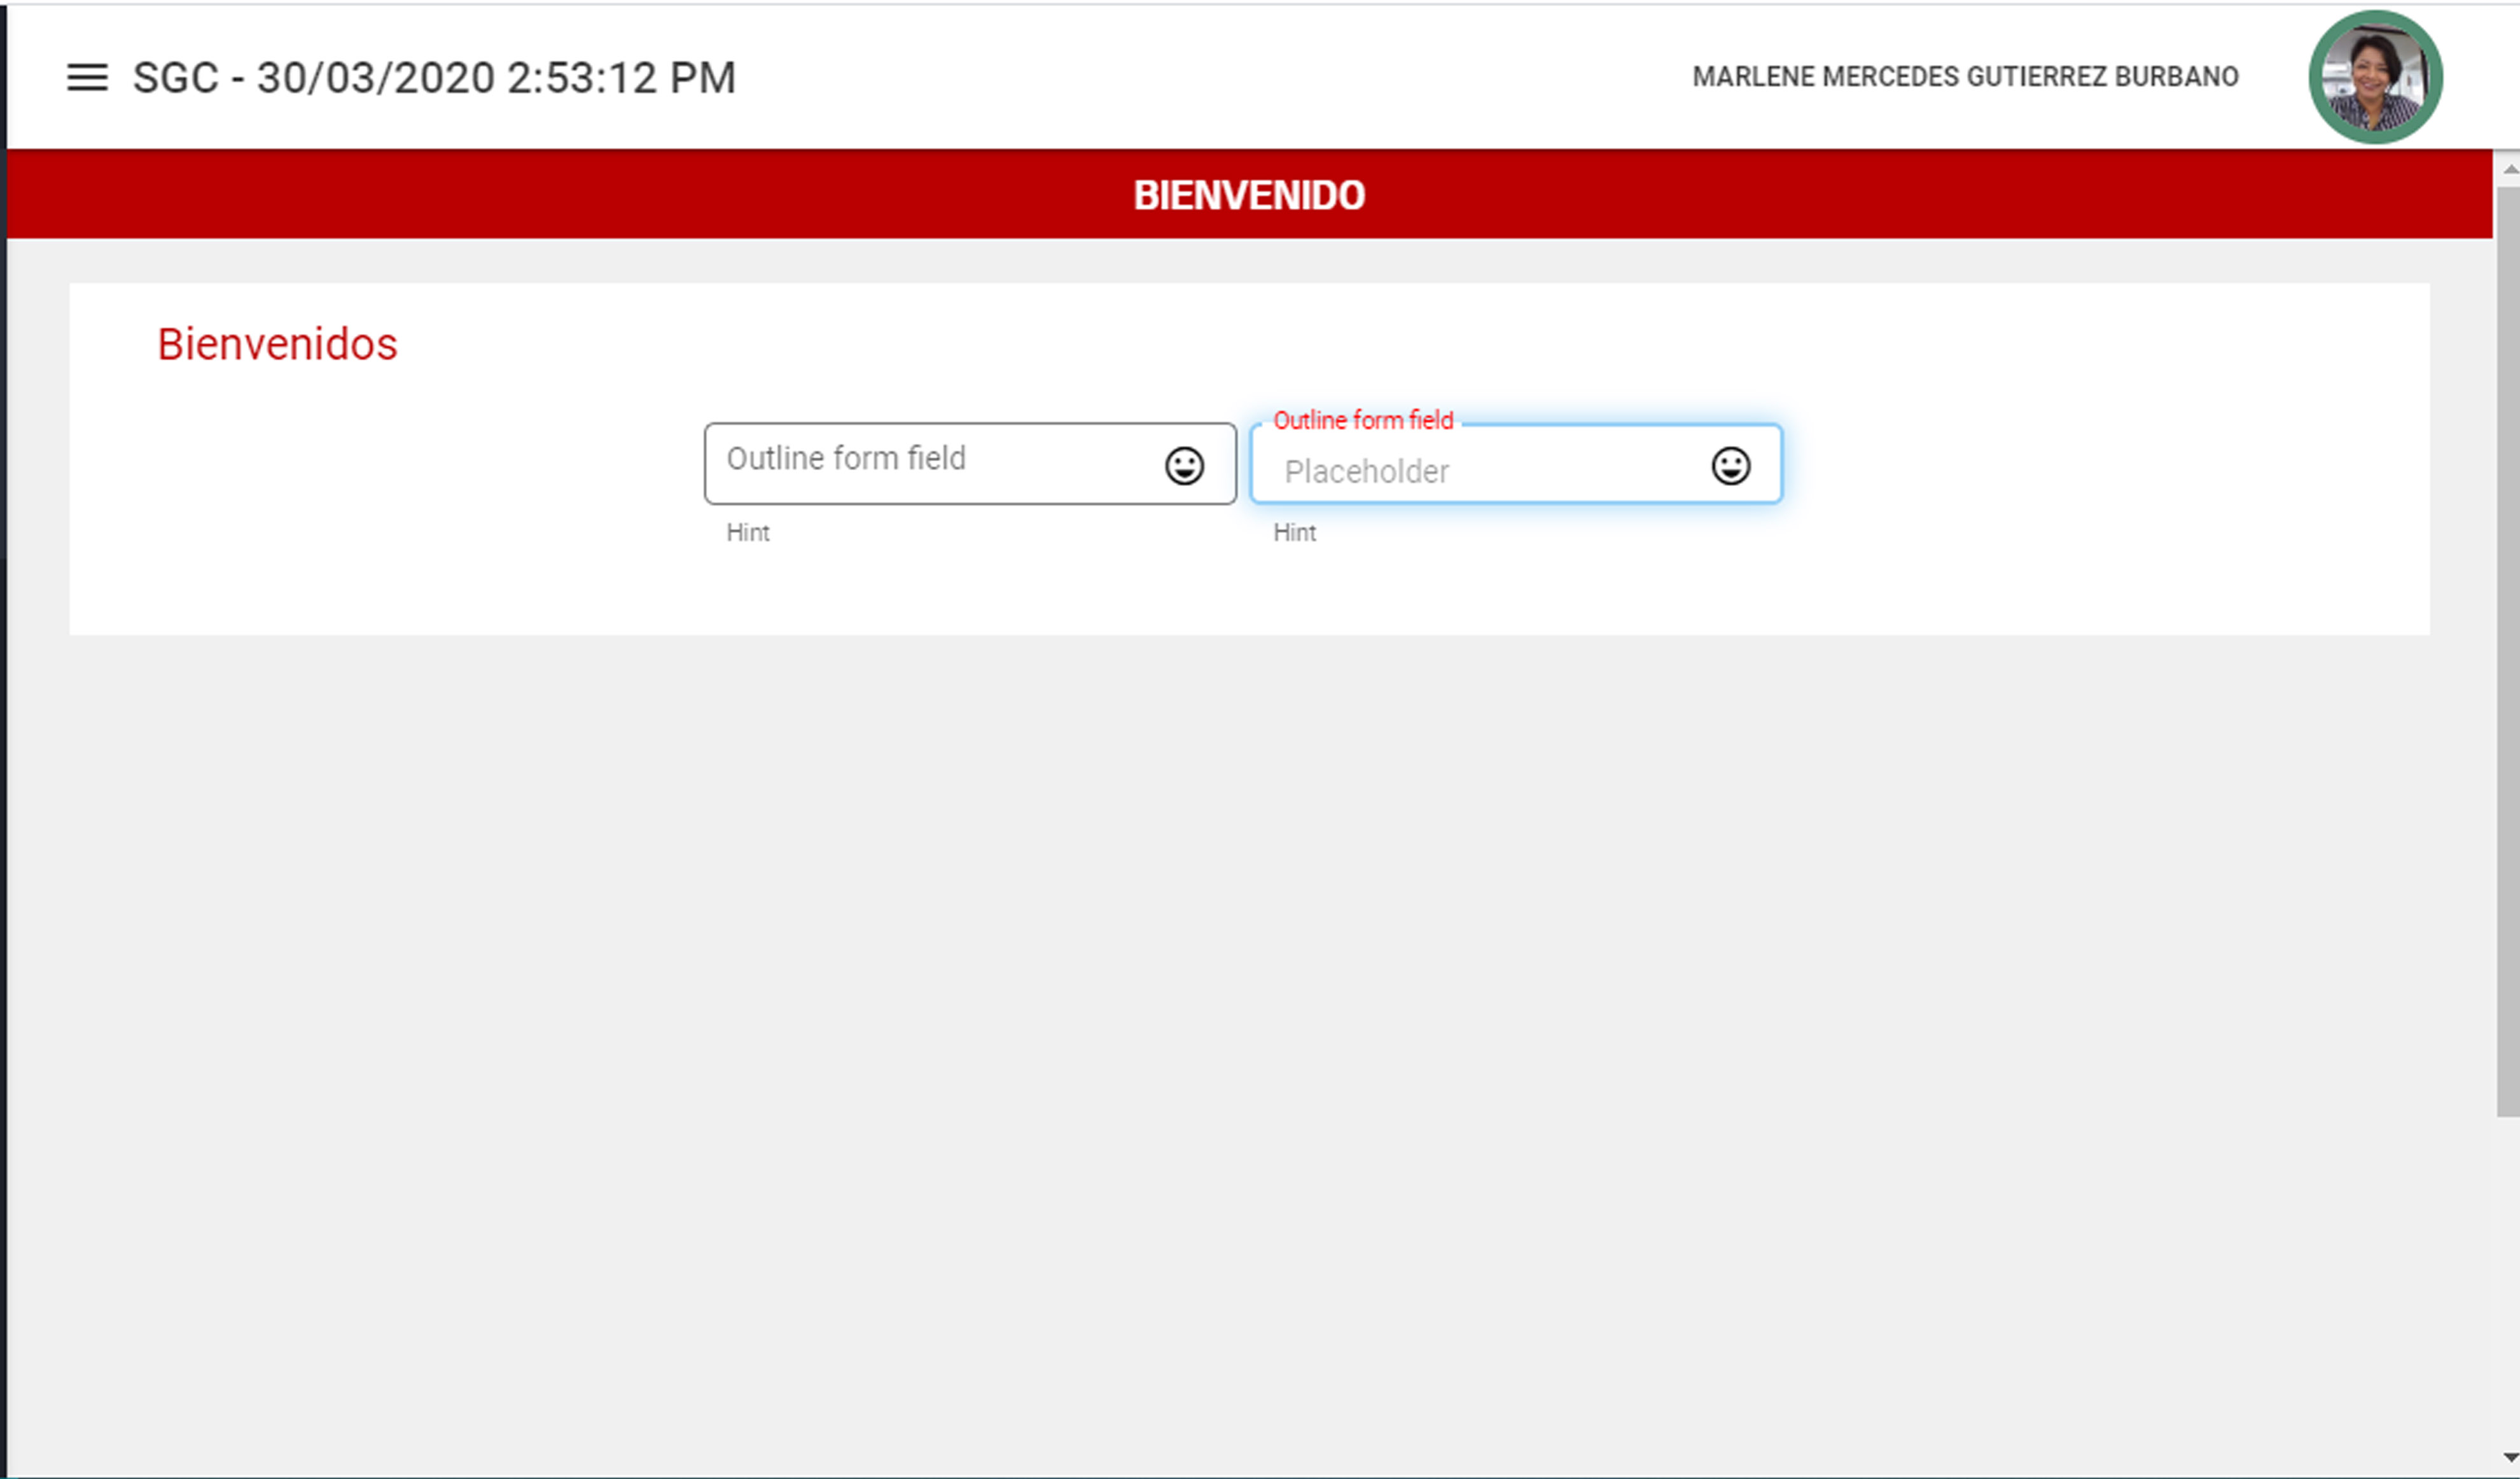 SGC - 30/03/2020 2:53:12 PM
MARLENE MERCEDES GUTIERREZ BURBANO
BIENVENIDO
Bienvenidos
Outline form field
Outline form field
Placeholder
Hint
Hint